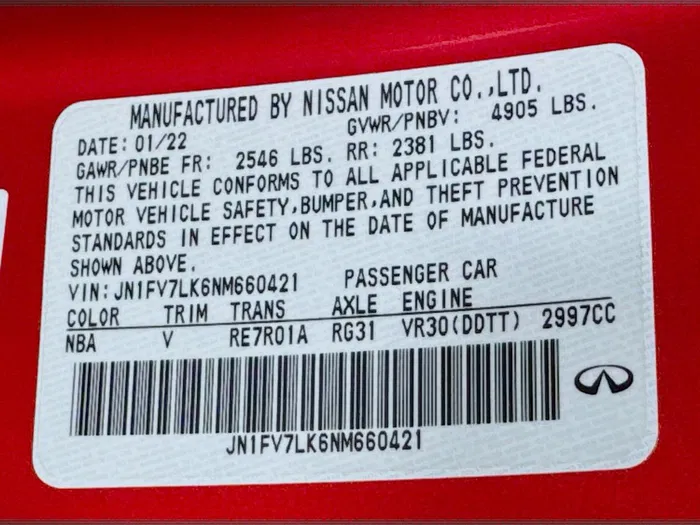 MANUFACTURED BY NISSAN MOTOR CO.,LTD.
DATE: 01/22 GVWR/PNBV: 4905 LBS.
GAWR/PNBE FR: 2546 LBS. RR: 2381 LBS.
THIS VEHICLE CONFORMS TO ALL APPLICABLE FEDERAL
MOTOR VEHICLE SAFETY,BUMPER,AND THEFT PREVENTION
STANDARDS IN EFFECT ON THE DATE OF MANUFACTURE
SHOWN ABOVE.
VIN:JN1FV7LK6NM660421 PASSENGER CAR
COLOR TRIM TRANS AXLE ENGINE
NBA V RE7R01A RG31 VR30(DDTT) 2997CC
JN1FV7LK6NM660421